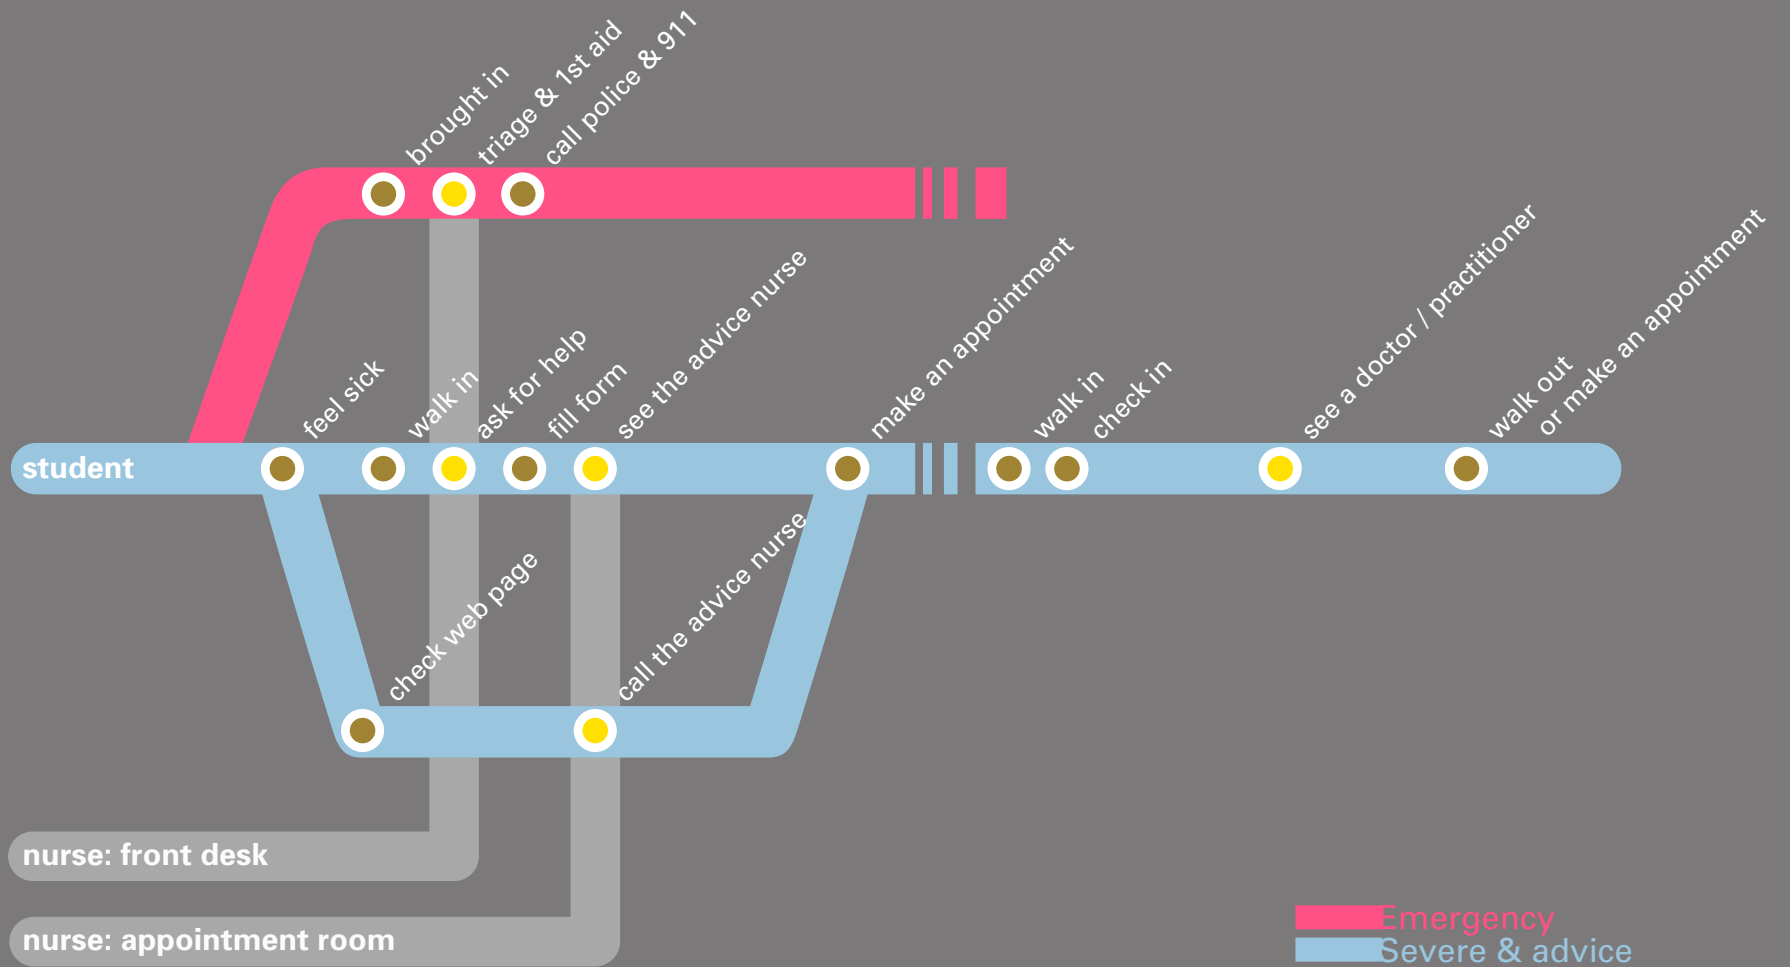 brought in
triage & 1st aid
call police & 911
feel sick
walk in
ask for help
fill form
see the advice nurse
make an appointment
walk in
check in
see a doctor / practitioner
walk out
or make an appointment
student
check web page
call the advice nurse
nurse: front desk
nurse: appointment room
Emergency
Severe & advice